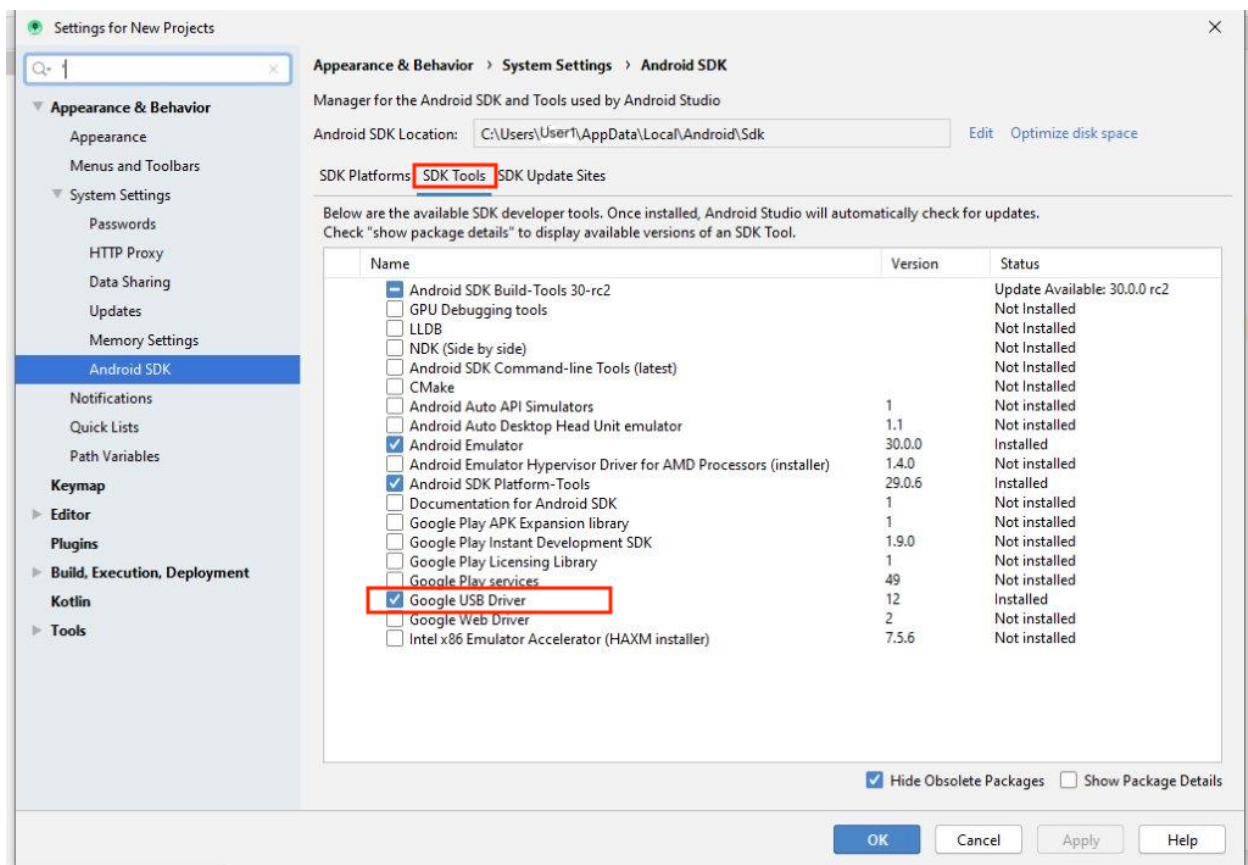 Settings for New Projects
Appearance & Behavior
Appearance
Menus and Toolbars
System Settings
Passwords
HTTP Proxy
Data Sharing
Updates
Memory Settings
Android SDK
Notifications
Quick Lists
Path Variables
Keymap
Editor
Plugins
Build, Execution, Deployment
Kotlin
Tools
Appearance & Behavior › System Settings › Android SDK
Manager for the Android SDK and Tools used by Android Studio
Android SDK Location: C:\Users\User1\AppData\Local\Android\Sdk Edit Optimize disk space
SDK Platforms SDK Tools SDK Update Sites
Below are the available SDK developer tools. Once installed, Android Studio will automatically check for updates.
Check "show package details" to display available versions of an SDK Tool.
Name Version Status
Android SDK Build-Tools 30-rc2 Update Available: 30.0.0 rc2
GPU Debugging tools Not Installed
LLDB Not Installed
NDK (Side by side) Not Installed
Android SDK Command-line Tools (latest) Not Installed
CMake Not Installed
Android Auto API Simulators 1 Not installed
Android Auto Desktop Head Unit emulator 1.1 Not installed
Android Emulator 30.0.0 Installed
Android Emulator Hypervisor Driver for AMD Processors (installer) 1.4.0 Not installed
Android SDK Platform-Tools 29.0.6 Installed
Documentation for Android SDK 1 Not installed
Google Play APK Expansion library 1 Not installed
Google Play Instant Development SDK 1.9.0 Not installed
Google Play Licensing Library 1 Not installed
Google Play services 49 Not installed
Google USB Driver 12 Installed
Google Web Driver 2 Not installed
Intel x86 Emulator Accelerator (HAXM installer) 7.5.6 Not installed
Hide Obsolete Packages Show Package Details
OK Cancel Apply Help